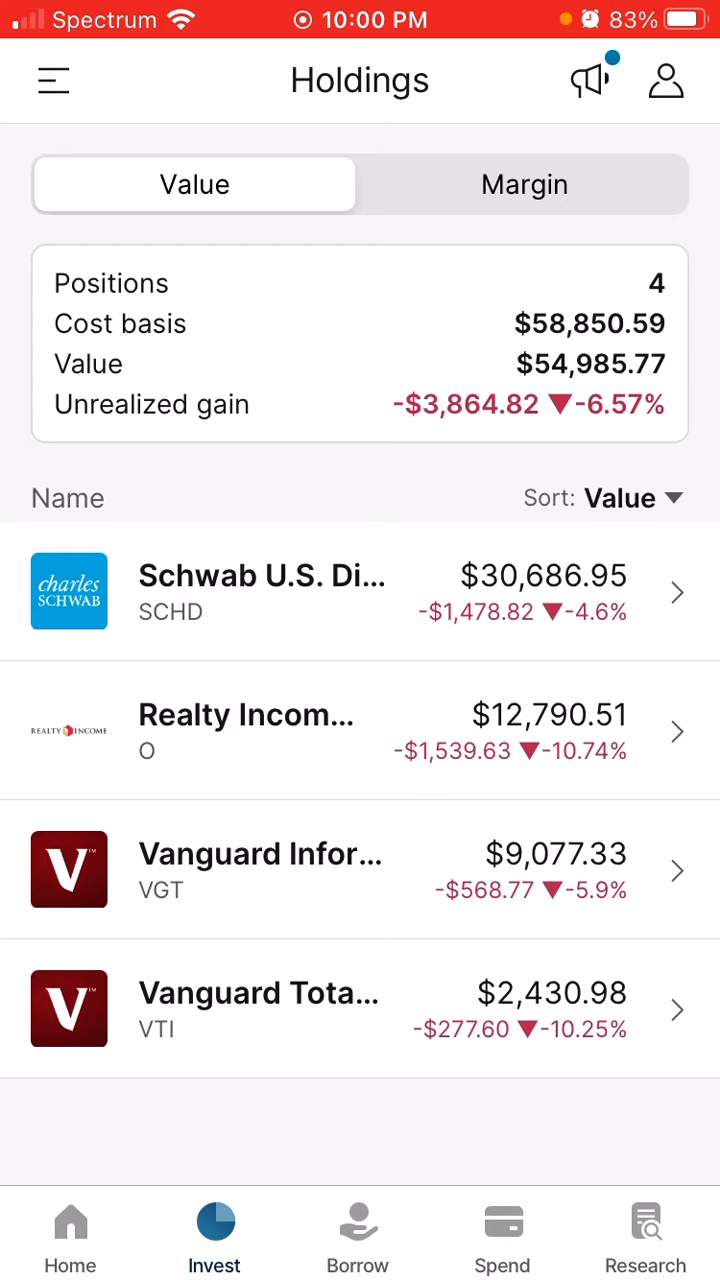 Spectrum 10:00 PM 83%
Holdings
Value Margin
Positions 4
Cost basis $58,850.59
Value $54,985.77
Unrealized gain -$3,864.82 ▼-6.57%
Name Sort: Value ▼
charles SCHWAB
Schwab U.S. Di... $30,686.95
SCHD -$1,478.82 ▼-4.6%
REALTY INCOME
Realty Incom... $12,790.51
O -$1,539.63 ▼-10.74%
V™
Vanguard Infor... $9,077.33
VGT -$568.77 ▼-5.9%
V™
Vanguard Tota... $2,430.98
VTI -$277.60 ▼-10.25%
Home Invest Borrow Spend Research